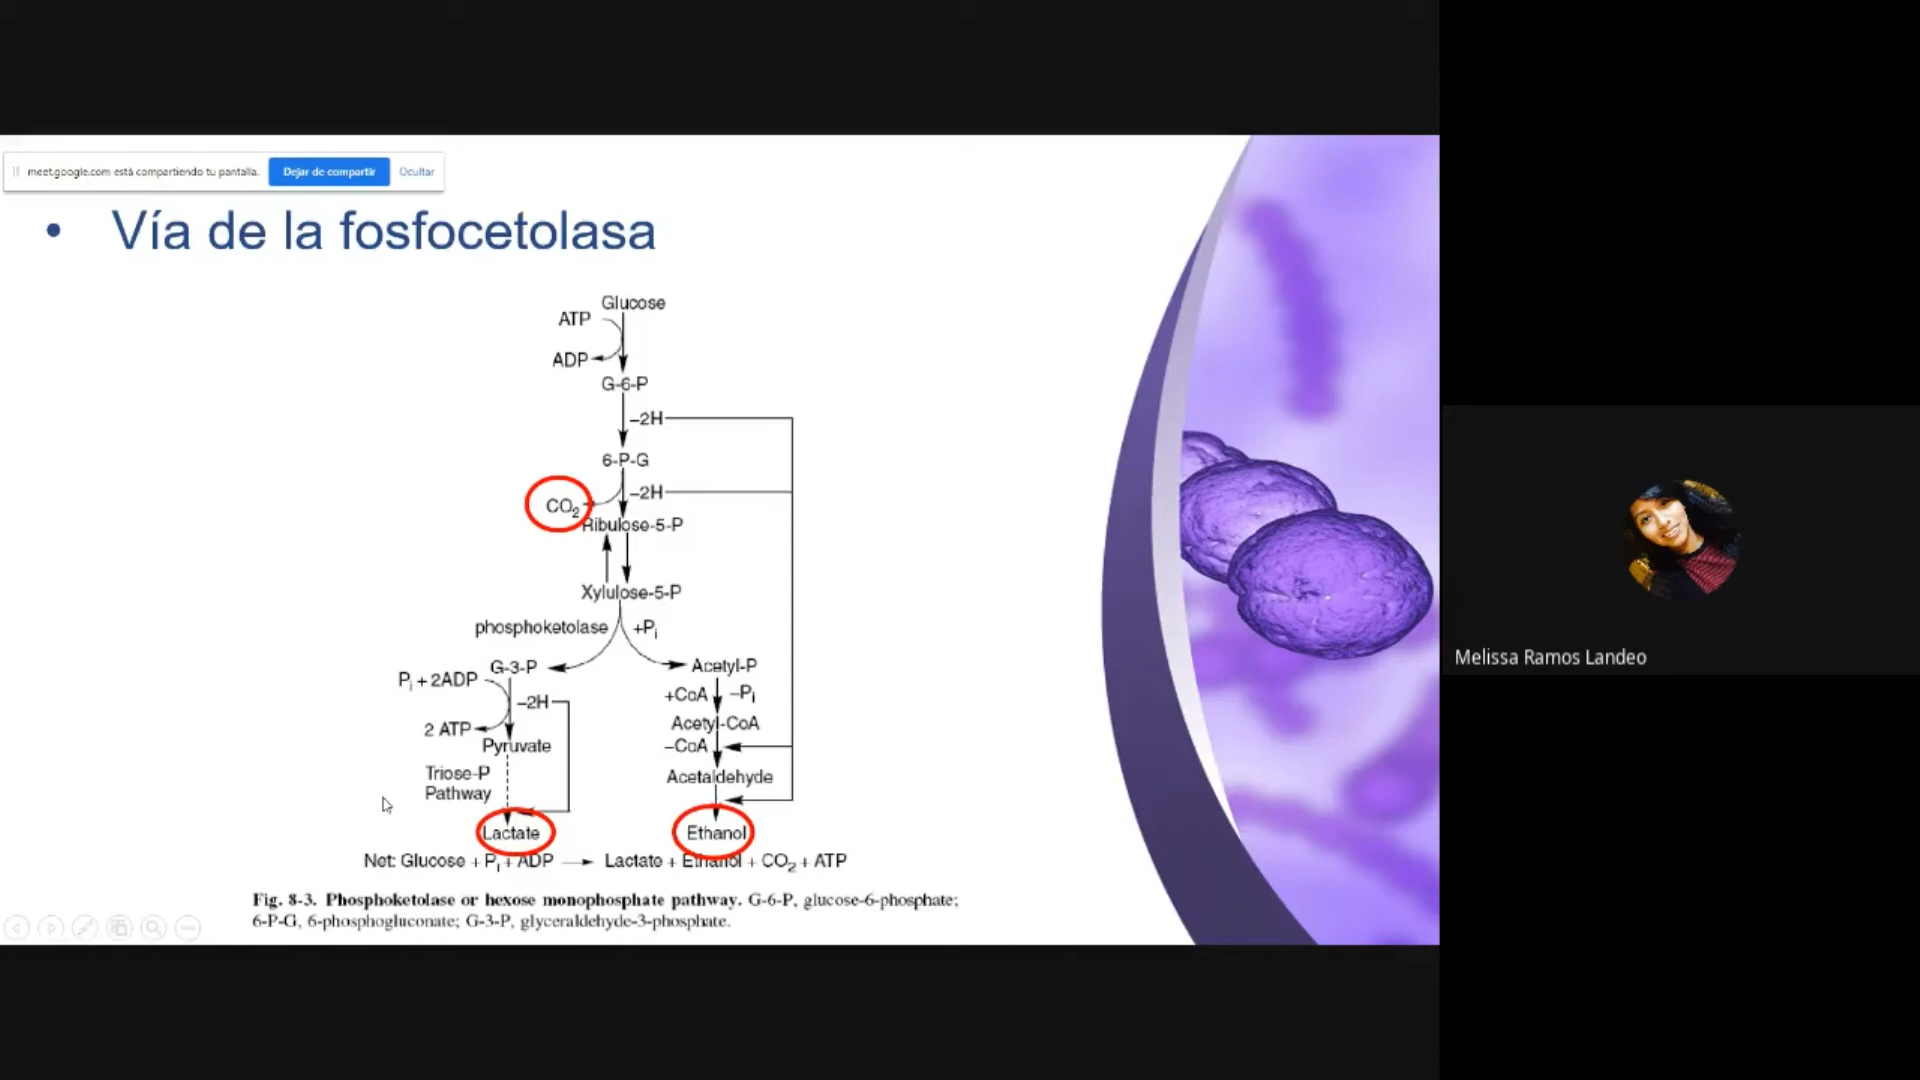 meet.google.com está compartiendo tu pantalla.
Dejar de compartir
Ocultar
• Vía de la fosfocetolasa
Glucose
ATP
ADP
G-6-P
–2H
6-P-G
–2H
CO₂
Ribulose-5-P
Xylulose-5-P
phosphoketolase
+Pᵢ
G-3-P
Acetyl-P
Pᵢ + 2ADP
+CoA
–Pᵢ
–2H
2 ATP
Acetyl-CoA
Pyruvate
–CoA
Triose-P
Pathway
Acetaldehyde
Lactate
Ethanol
Net: Glucose + Pᵢ + ADP → Lactate + Ethanol + CO₂ + ATP
Fig. 8-3. Phosphoketolase or hexose monophosphate pathway. G-6-P, glucose-6-phosphate;
6-P-G, 6-phosphogluconate; G-3-P, glyceraldehyde-3-phosphate.
Melissa Ramos Landeo